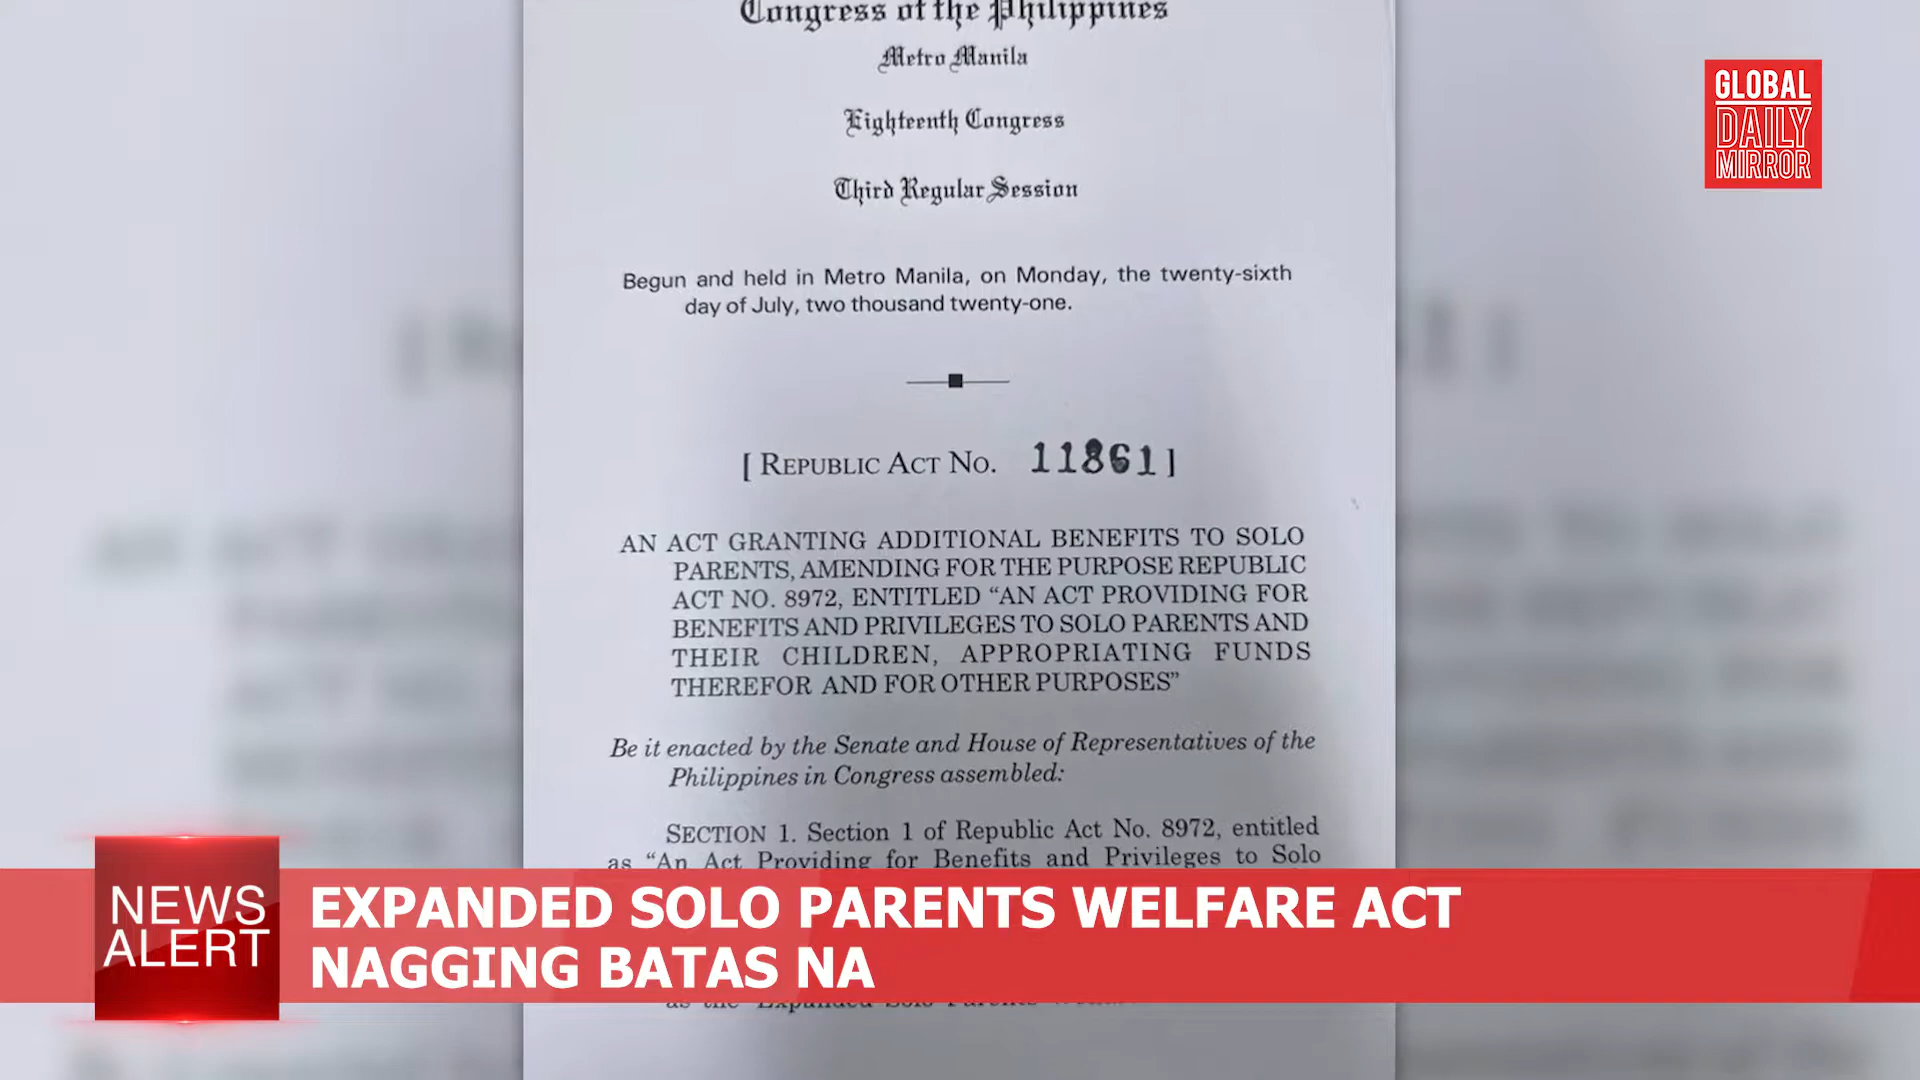 Congress of the Philippines
Metro Manila
Eighteenth Congress
Third Regular Session
Begun and held in Metro Manila, on Monday, the twenty-sixth
day of July, two thousand twenty-one.
[ REPUBLIC ACT NO. 11861 ]
AN ACT GRANTING ADDITIONAL BENEFITS TO SOLO
PARENTS, AMENDING FOR THE PURPOSE REPUBLIC
ACT NO. 8972, ENTITLED “AN ACT PROVIDING FOR
BENEFITS AND PRIVILEGES TO SOLO PARENTS AND
THEIR CHILDREN, APPROPRIATING FUNDS
THEREFOR AND FOR OTHER PURPOSES”
Be it enacted by the Senate and House of Representatives of the
Philippines in Congress assembled:
SECTION 1. Section 1 of Republic Act No. 8972, entitled
as “An Act Providing for Benefits and Privileges to Solo
as the “Expanded Solo Parents
GLOBAL
DAILY
MIRROR
NEWS
ALERT
EXPANDED SOLO PARENTS WELFARE ACT
NAGGING BATAS NA